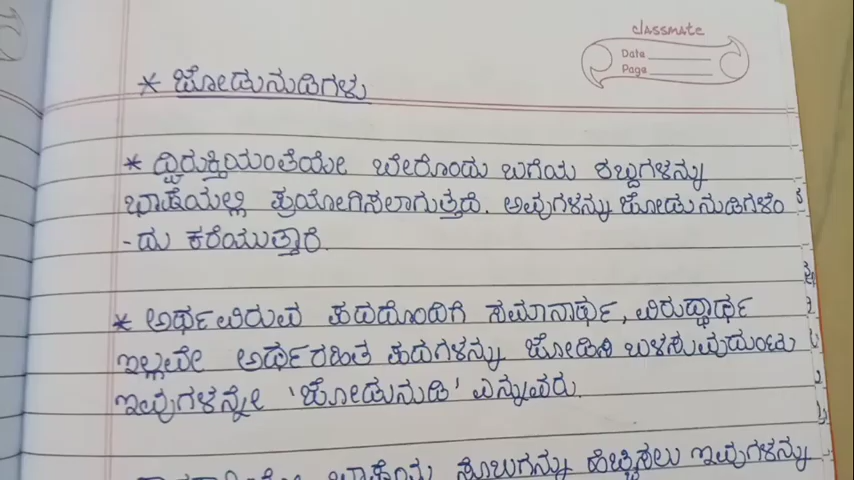 classmate
Date
Page
* ಜೋಡುನುಡಿಗಳು
* ದ್ವಿರುಕ್ತಿಯಂತೆಯೇ ಬೇರೊಂದು ಬಗೆಯ ಶಬ್ದಗಳನ್ನು
ಭಾಷೆಯಲ್ಲಿ ಪ್ರಯೋಗಿಸಲಾಗುತ್ತದೆ. ಅವುಗಳನ್ನು ಜೋಡುನುಡಿಗಳೆಂ
-ದು ಕರೆಯುತ್ತಾರೆ.
* ಅರ್ಥವಿರುವ ಪದದೊಂದಿಗೆ ಸಮಾನಾರ್ಥ, ವಿರುದ್ಧಾರ್ಥ
ಇಲ್ಲವೇ ಅರ್ಥರಹಿತ ಪದಗಳನ್ನು ಜೋಡಿಸಿ ಬಳಸುವುದುಂಟು
ಇವುಗಳನ್ನೇ 'ಜೋಡುನುಡಿ' ಎನ್ನುವರು.
ಭಾಷೆಯ ಸೊಬಗನ್ನು ಹೆಚ್ಚಿಸಲು ಇವುಗಳನ್ನು